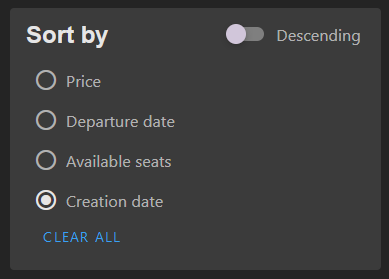 Sort by
Descending
Price
Departure date
Available seats
Creation date
CLEAR ALL